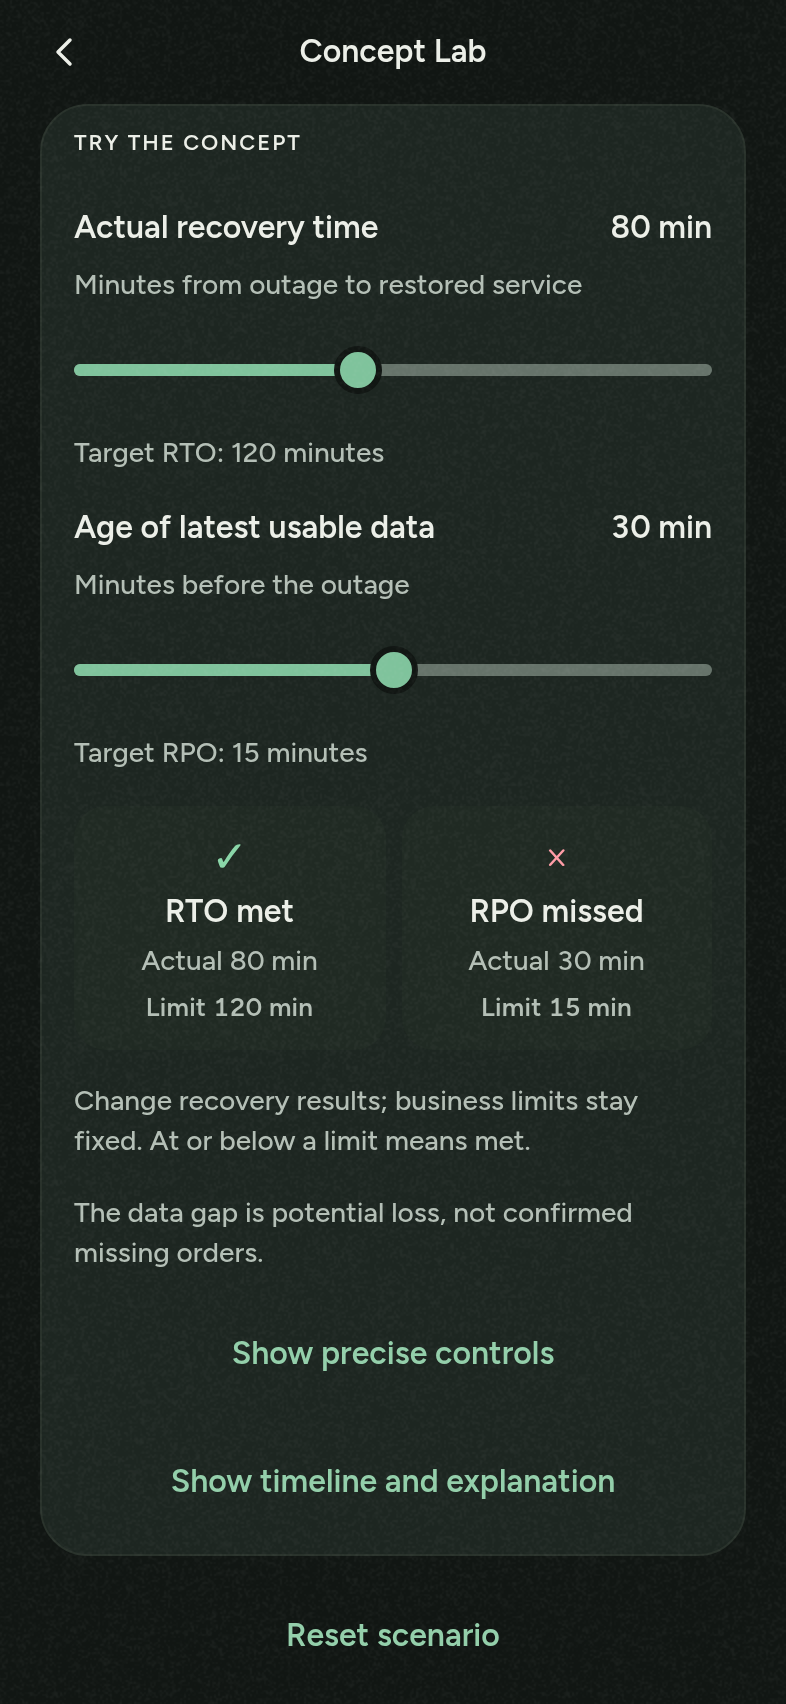 Concept Lab
TRY THE CONCEPT
Actual recovery time 80 min
Minutes from outage to restored service
Target RTO: 120 minutes
Age of latest usable data 30 min
Minutes before the outage
Target RPO: 15 minutes
✓ ×
RTO met RPO missed
Actual 80 min Actual 30 min
Limit 120 min Limit 15 min
Change recovery results; business limits stay
fixed. At or below a limit means met.
The data gap is potential loss, not confirmed
missing orders.
Show precise controls
Show timeline and explanation
Reset scenario